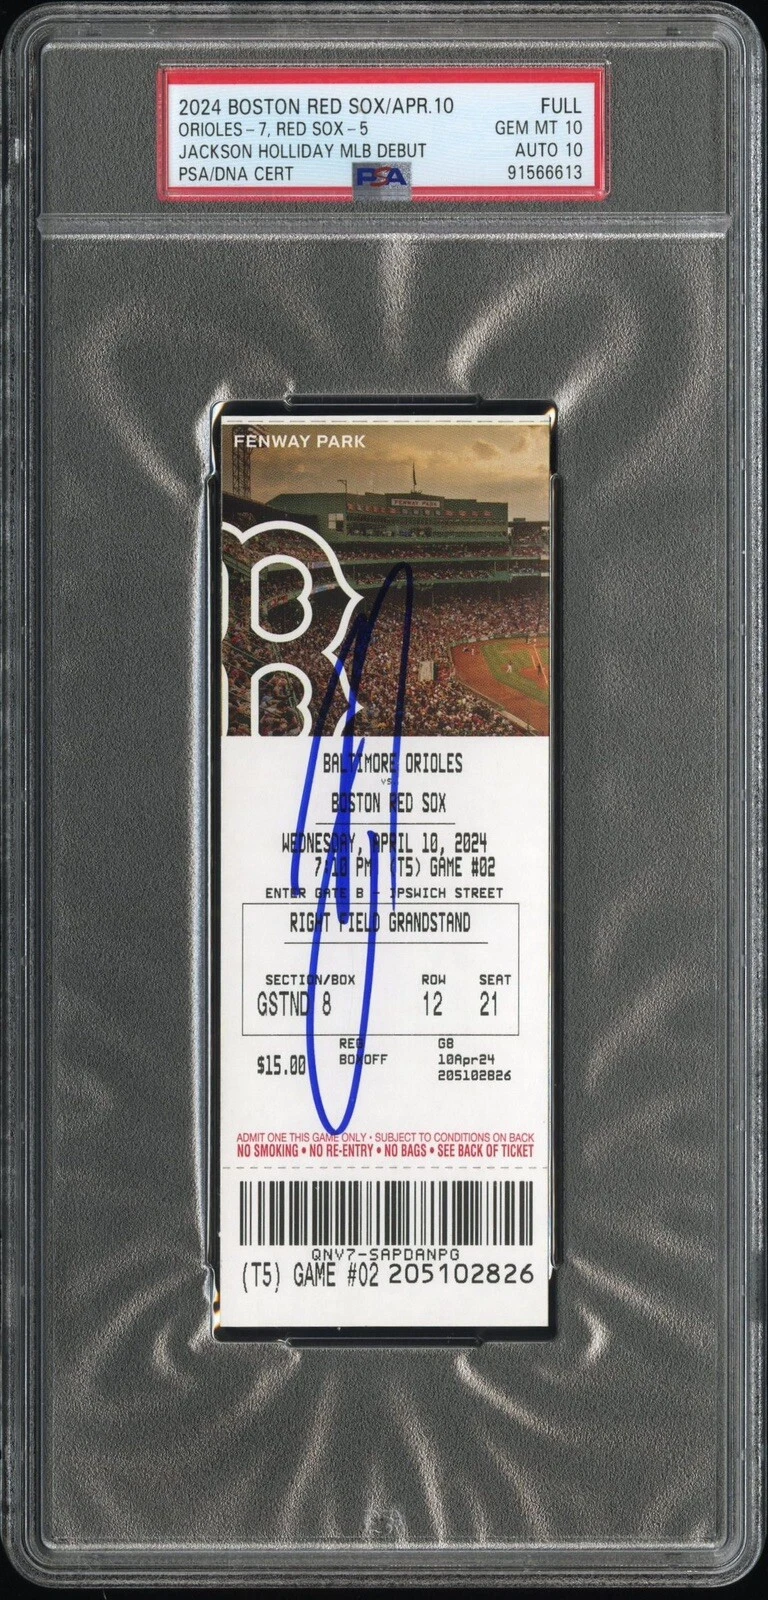 2024 BOSTON RED SOX/APR.10 FULL
ORIOLES-7, RED SOX-5 GEM MT 10
JACKSON HOLLIDAY MLB DEBUT AUTO 10
PSA/DNA CERT PSA 91566613
FENWAY PARK
FENWAY PARK
B
B
BALTIMORE ORIOLES
VS.
BOSTON RED SOX
WEDNESDAY, APRIL 10, 2024
7:10 PM (T5) GAME #02
ENTER GATE B - IPSWICH STREET
RIGHT FIELD GRANDSTAND
SECTION/BOX ROW SEAT
GSTND 8 12 21
REG GB
$15.00 BOXOFF 10Apr24
205102826
ADMIT ONE THIS GAME ONLY • SUBJECT TO CONDITIONS ON BACK
NO SMOKING • NO RE-ENTRY • NO BAGS • SEE BACK OF TICKET
QNV7-SAPDANPG
(T5) GAME #02 205102826